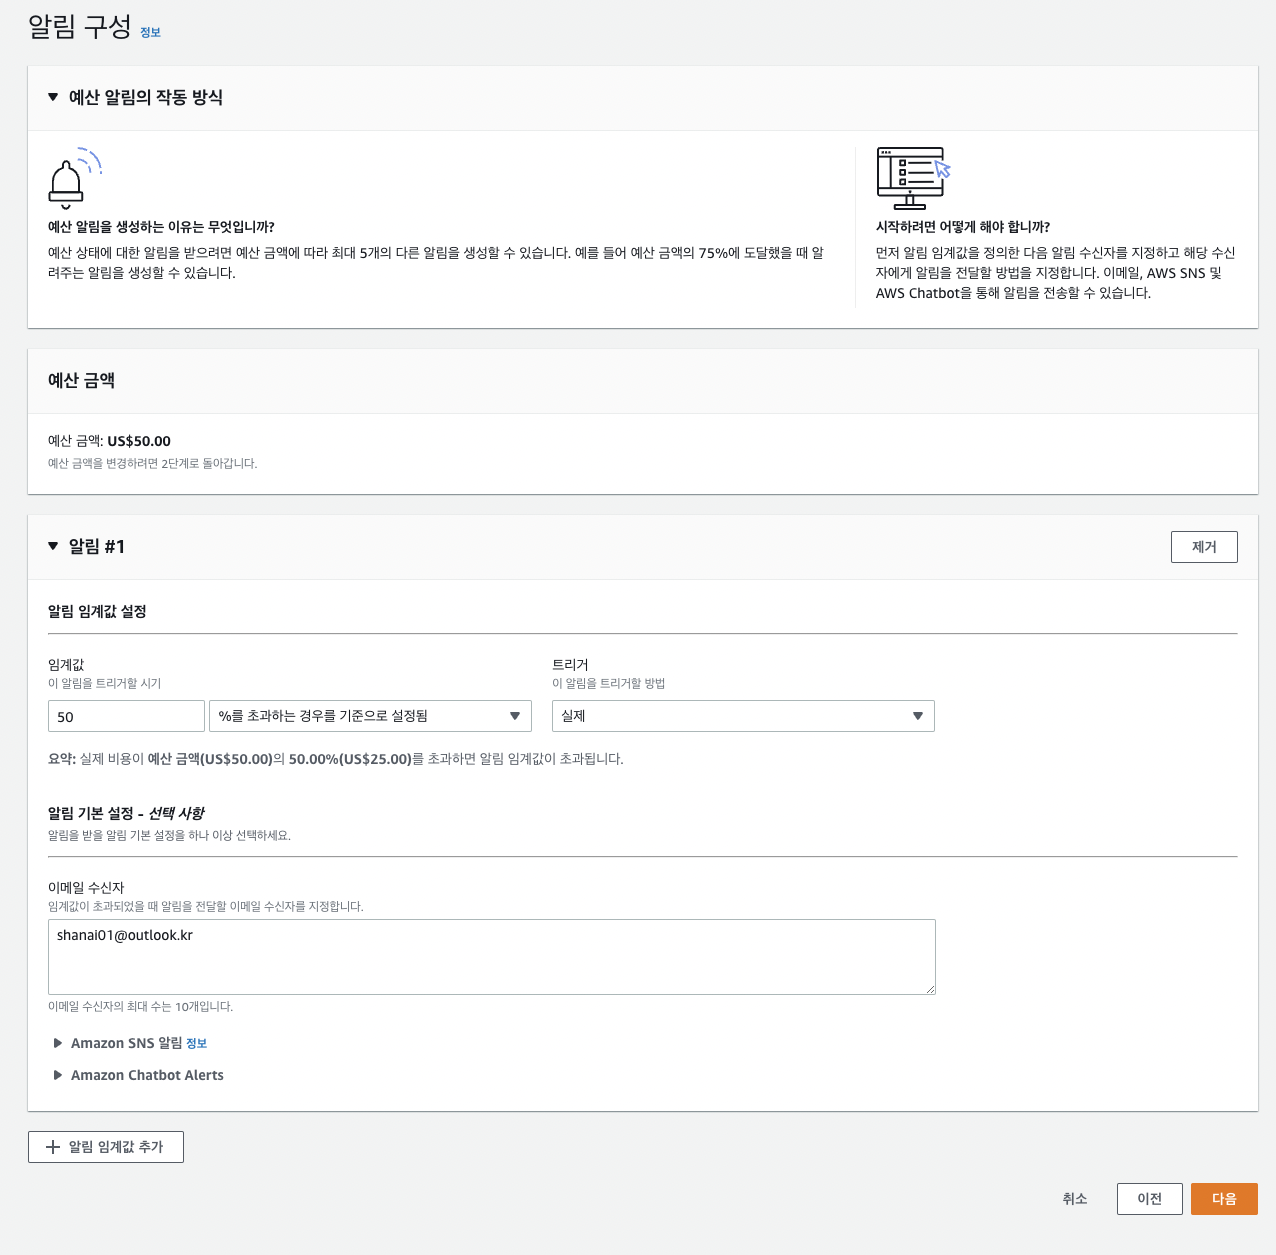 알림 구성 정보
예산 알림의 작동 방식
예산 알림을 생성하는 이유는 무엇입니까?
예산 상태에 대한 알림을 받으려면 예산 금액에 따라 최대 5개의 다른 알림을 생성할 수 있습니다. 예를 들어 예산 금액의 75%에 도달했을 때 알
려주는 알림을 생성할 수 있습니다.
시작하려면 어떻게 해야 합니까?
먼저 알림 임계값을 정의한 다음 알림 수신자를 지정하고 해당 수신
자에게 알림을 전달할 방법을 지정합니다. 이메일, AWS SNS 및
AWS Chatbot을 통해 알림을 전송할 수 있습니다.
예산 금액
예산 금액: US$50.00
예산 금액을 변경하려면 2단계로 돌아갑니다.
알림 #1
제거
알림 임계값 설정
임계값
이 알림을 트리거할 시기
50
%를 초과하는 경우를 기준으로 설정됨
트리거
이 알림을 트리거할 방법
실제
요약: 실제 비용이 예산 금액(US$50.00)의 50.00%(US$25.00)를 초과하면 알림 임계값이 초과됩니다.
알림 기본 설정 - 선택 사항
알림을 받을 알림 기본 설정을 하나 이상 선택하세요.
이메일 수신자
임계값이 초과되었을 때 알림을 전달할 이메일 수신자를 지정합니다.
shanai01@outlook.kr
이메일 수신자의 최대 수는 10개입니다.
Amazon SNS 알림 정보
Amazon Chatbot Alerts
알림 임계값 추가
취소
이전
다음